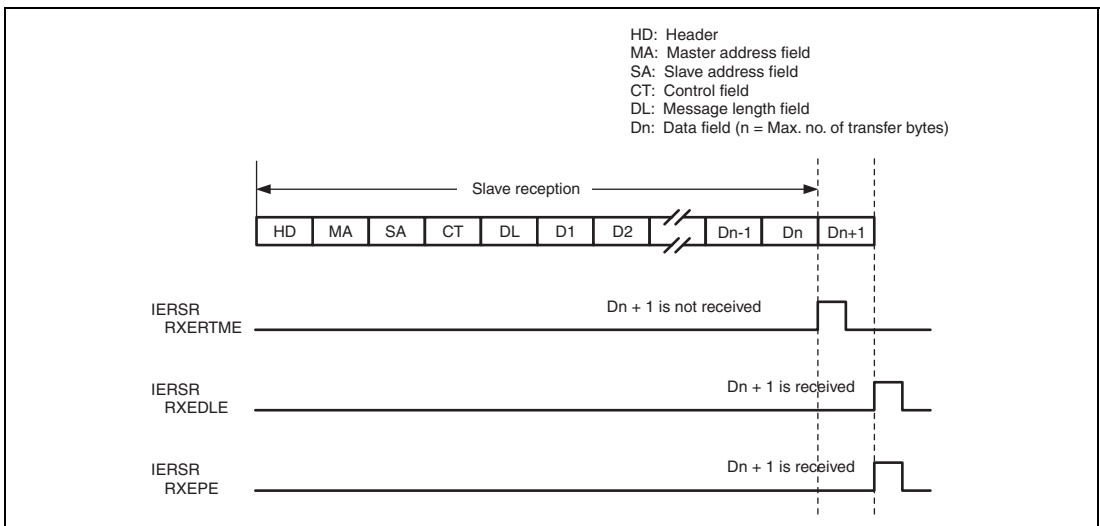 HD: Header
MA: Master address field
SA: Slave address field
CT: Control field
DL: Message length field
Dn: Data field (n = Max. no. of transfer bytes)
Slave reception
HD MA SA CT DL D1 D2 Dn-1 Dn Dn+1
IERSR
RXERTME
Dn + 1 is not received
IERSR
RXEDLE
Dn + 1 is received
IERSR
RXEPE
Dn + 1 is received